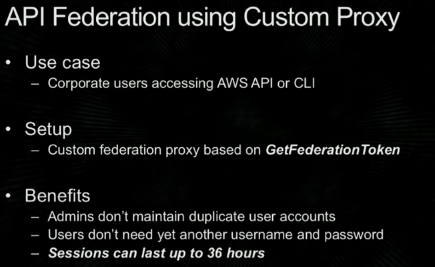 API Federation using Custom Proxy
• Use case
– Corporate users accessing AWS API or CLI
• Setup
– Custom federation proxy based on GetFederationToken
• Benefits
– Admins don't maintain duplicate user accounts
– Users don't need yet another username and password
– Sessions can last up to 36 hours